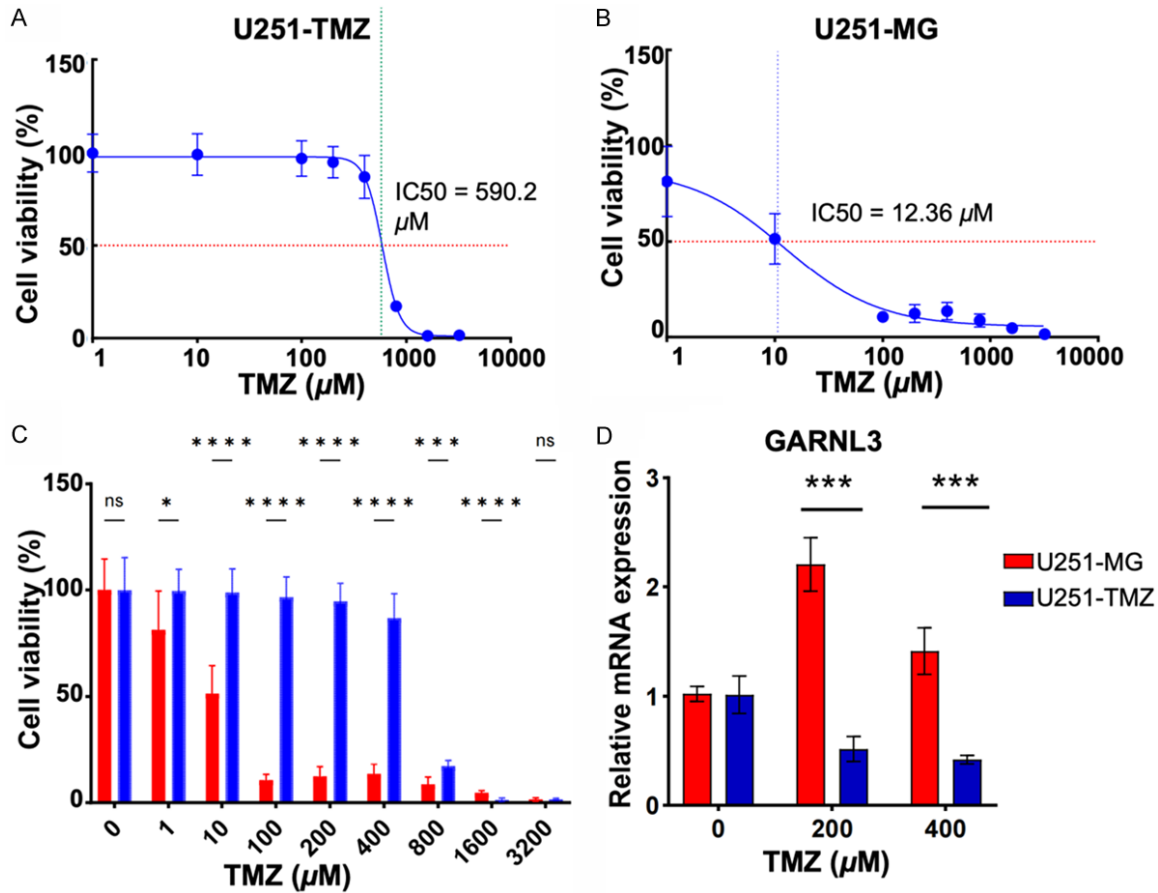 A
U251-TMZ
Cell viability (%)
150
100
50
0
IC50 = 590.2
µM
1
10
100
1000
10000
TMZ (µM)
B
U251-MG
Cell viability (%)
150
100
50
0
IC50 = 12.36 µM
1
10
100
1000
10000
TMZ (µM)
C
**** **** *** ns
ns * **** **** ****
Cell viability (%)
150
100
50
0
0
1
10
100
200
400
800
1600
3200
TMZ (µM)
D
GARNL3
Relative mRNA expression
3
2
1
0
*** ***
U251-MG
U251-TMZ
0
200
400
TMZ (µM)